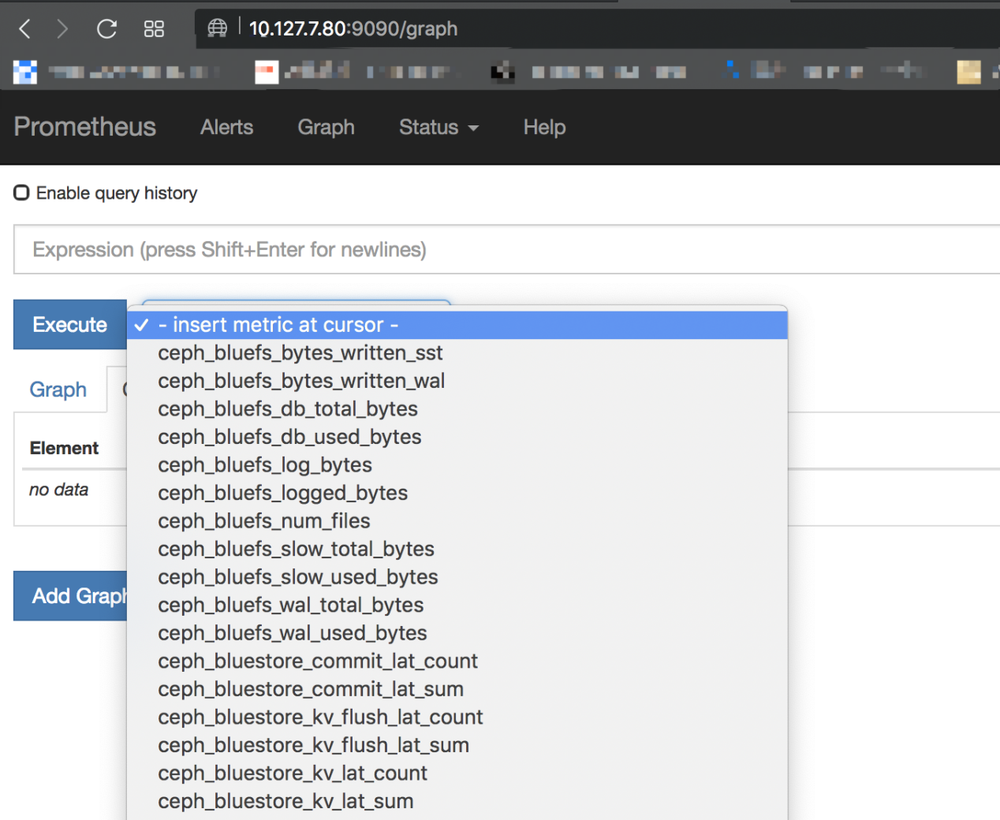 10.127.7.80:9090/graph
Prometheus Alerts Graph Status Help
Enable query history
Expression (press Shift+Enter for newlines)
Execute
- insert metric at cursor -
ceph_bluefs_bytes_written_sst
ceph_bluefs_bytes_written_wal
Graph
ceph_bluefs_db_total_bytes
ceph_bluefs_db_used_bytes
Element
ceph_bluefs_log_bytes
no data
ceph_bluefs_logged_bytes
ceph_bluefs_num_files
ceph_bluefs_slow_total_bytes
ceph_bluefs_slow_used_bytes
Add Graph
ceph_bluefs_wal_total_bytes
ceph_bluefs_wal_used_bytes
ceph_bluestore_commit_lat_count
ceph_bluestore_commit_lat_sum
ceph_bluestore_kv_flush_lat_count
ceph_bluestore_kv_flush_lat_sum
ceph_bluestore_kv_lat_count
ceph_bluestore_kv_lat_sum